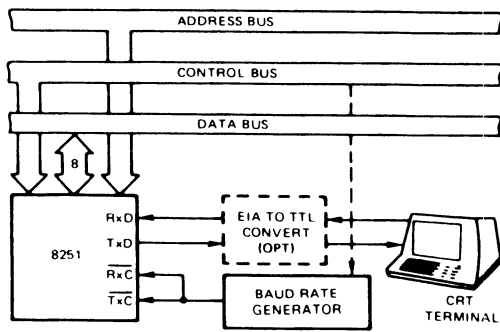 ADDRESS BUS
CONTROL BUS
DATA BUS
8
8251
RxD
TxD
RxC
TxC
EIA TO TTL
CONVERT
(OPT)
BAUD RATE
GENERATOR
CRT
TERMINAL